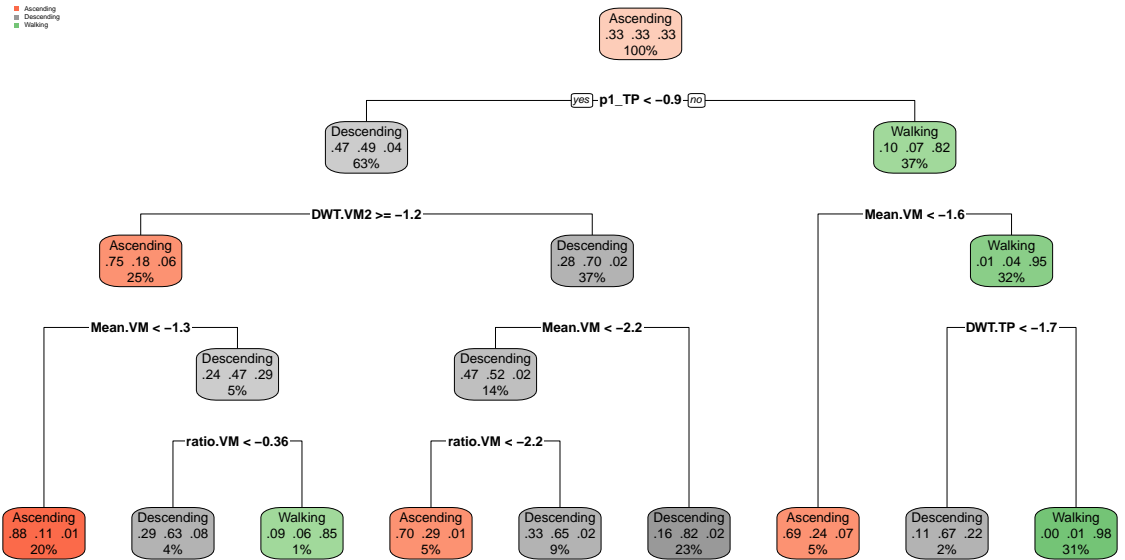 Ascending
Descending
Walking
Ascending
.33 .33 .33
100%
yes p1_TP < −0.9 no
Descending
.47 .49 .04
63%
Walking
.10 .07 .82
37%
DWT.VM2 >= −1.2
Mean.VM < −1.6
Ascending
.75 .18 .06
25%
Descending
.28 .70 .02
37%
Walking
.01 .04 .95
32%
Mean.VM < −1.3
Mean.VM < −2.2
DWT.TP < −1.7
Descending
.24 .47 .29
5%
Descending
.47 .52 .02
14%
ratio.VM < −0.36
ratio.VM < −2.2
Ascending
.88 .11 .01
20%
Descending
.29 .63 .08
4%
Walking
.09 .06 .85
1%
Ascending
.70 .29 .01
5%
Descending
.33 .65 .02
9%
Descending
.16 .82 .02
23%
Ascending
.69 .24 .07
5%
Descending
.11 .67 .22
2%
Walking
.00 .01 .98
31%